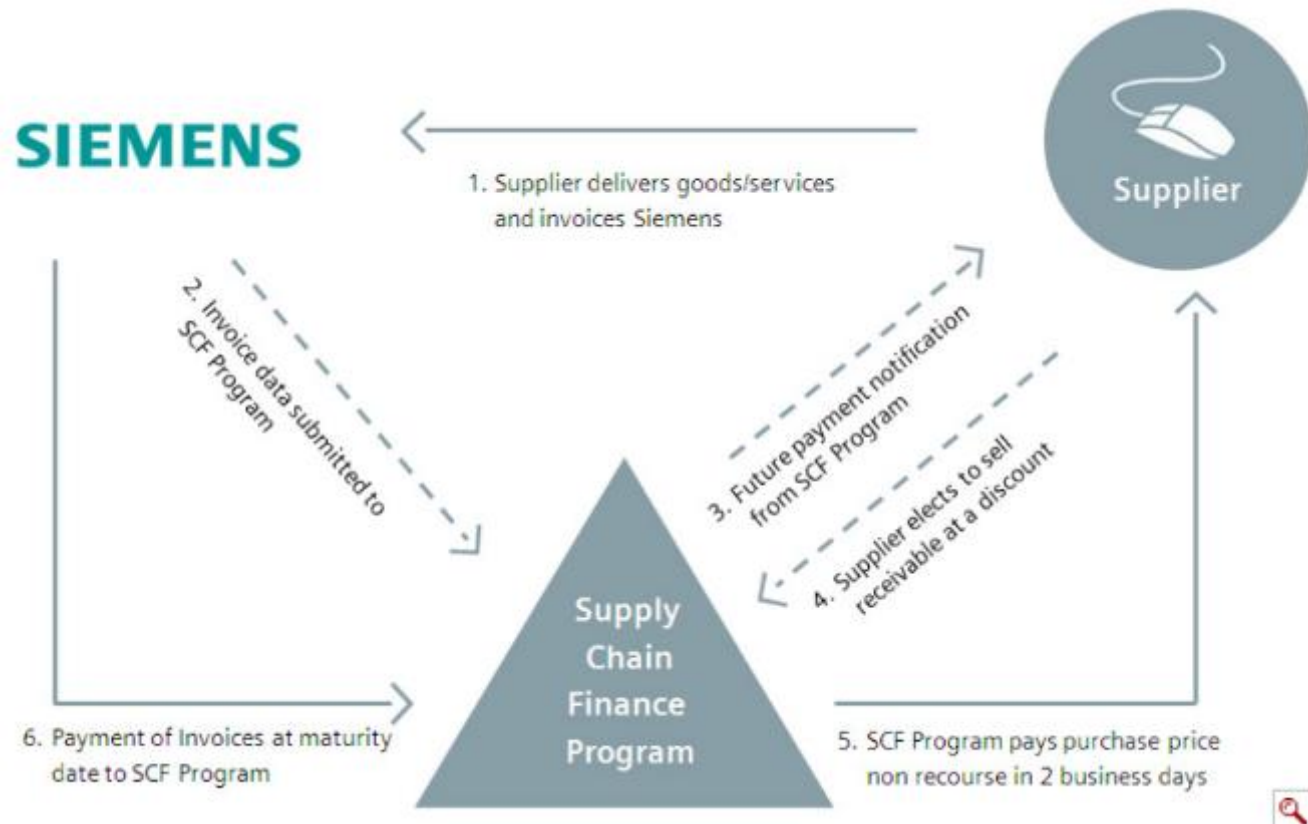 SIEMENS
Supplier
1. Supplier delivers goods/services
and invoices Siemens
2. Invoice data submitted to
SCF Program
3. Future payment notification
from SCF Program
4. Supplier elects to sell
receivable at a discount
Supply
Chain
Finance
Program
5. SCF Program pays purchase price
non recourse in 2 business days
6. Payment of Invoices at maturity
date to SCF Program